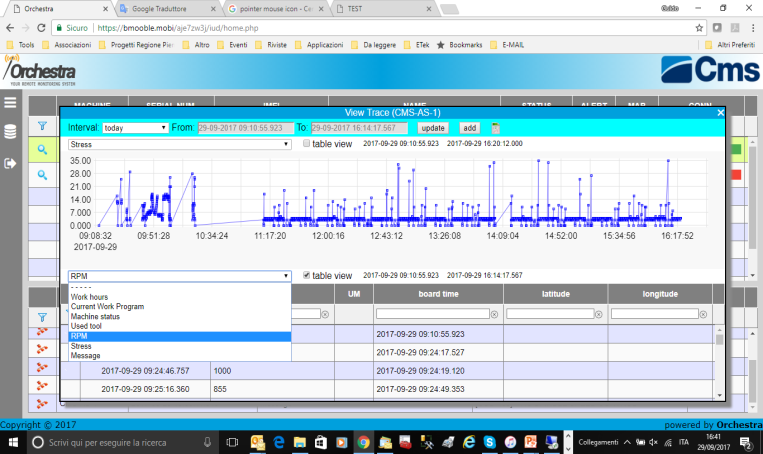 Orchestra
Google Traduttore
pointer mouse icon - Ce
TEST
Guido
Sicuro | https://bmooble.mobi/aje7zw3j/iud/home.php
Tools Associazioni Progetti Regione Pie Altro Eventi Riviste Applicazioni Da leggere ETek Bookmarks E-MAIL Altri Preferiti
Orchestra
YOUR REMOTE MONITORING SYSTEM
Cms
MACHINE SERIAL NUM IMEI NAME STATUS ALERT MAP CONN
View Trace (CMS-AS-1)
Interval: today From: 29-09-2017 09:10:55.923 To: 29-09-2017 16:14:17.567 update add
Stress table view 2017-09-29 09:10:55.923 2017-09-29 16:20:12.000
35.00
28.00
21.00
14.00
7.000
0.000
09:08:32 09:51:28 10:34:24 11:17:20 12:00:16 12:43:12 13:26:08 14:09:04 14:52:00 15:34:56 16:17:52
2017-09-29
RPM table view 2017-09-29 09:10:55.923 2017-09-29 16:14:17.567
- - - - -
Work hours
Current Work Program
Machine status
Used tool
RPM
Stress
Message
UM board time latitude longitude
2017-09-29 09:10:55.923
2017-09-29 09:24:17.527
2017-09-29 09:24:46.757 1000 2017-09-29 09:24:19.120
2017-09-29 09:25:16.360 855 2017-09-29 09:24:49.353
Copyright © 2017 powered by Orchestra
Scrivi qui per eseguire la ricerca
Collegamenti ITA 16:41
29/09/2017